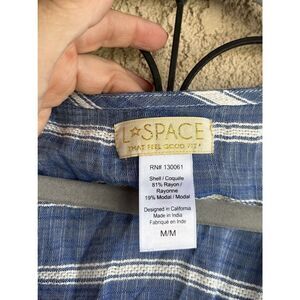 L★SPACE
THAT FEEL GOOD FIT
RN# 130061
Shell / Coquille
81% Rayon /
Rayonne
19% Modal / Modal
Designed in California
Made in India
Fabriqué en Inde
M/M